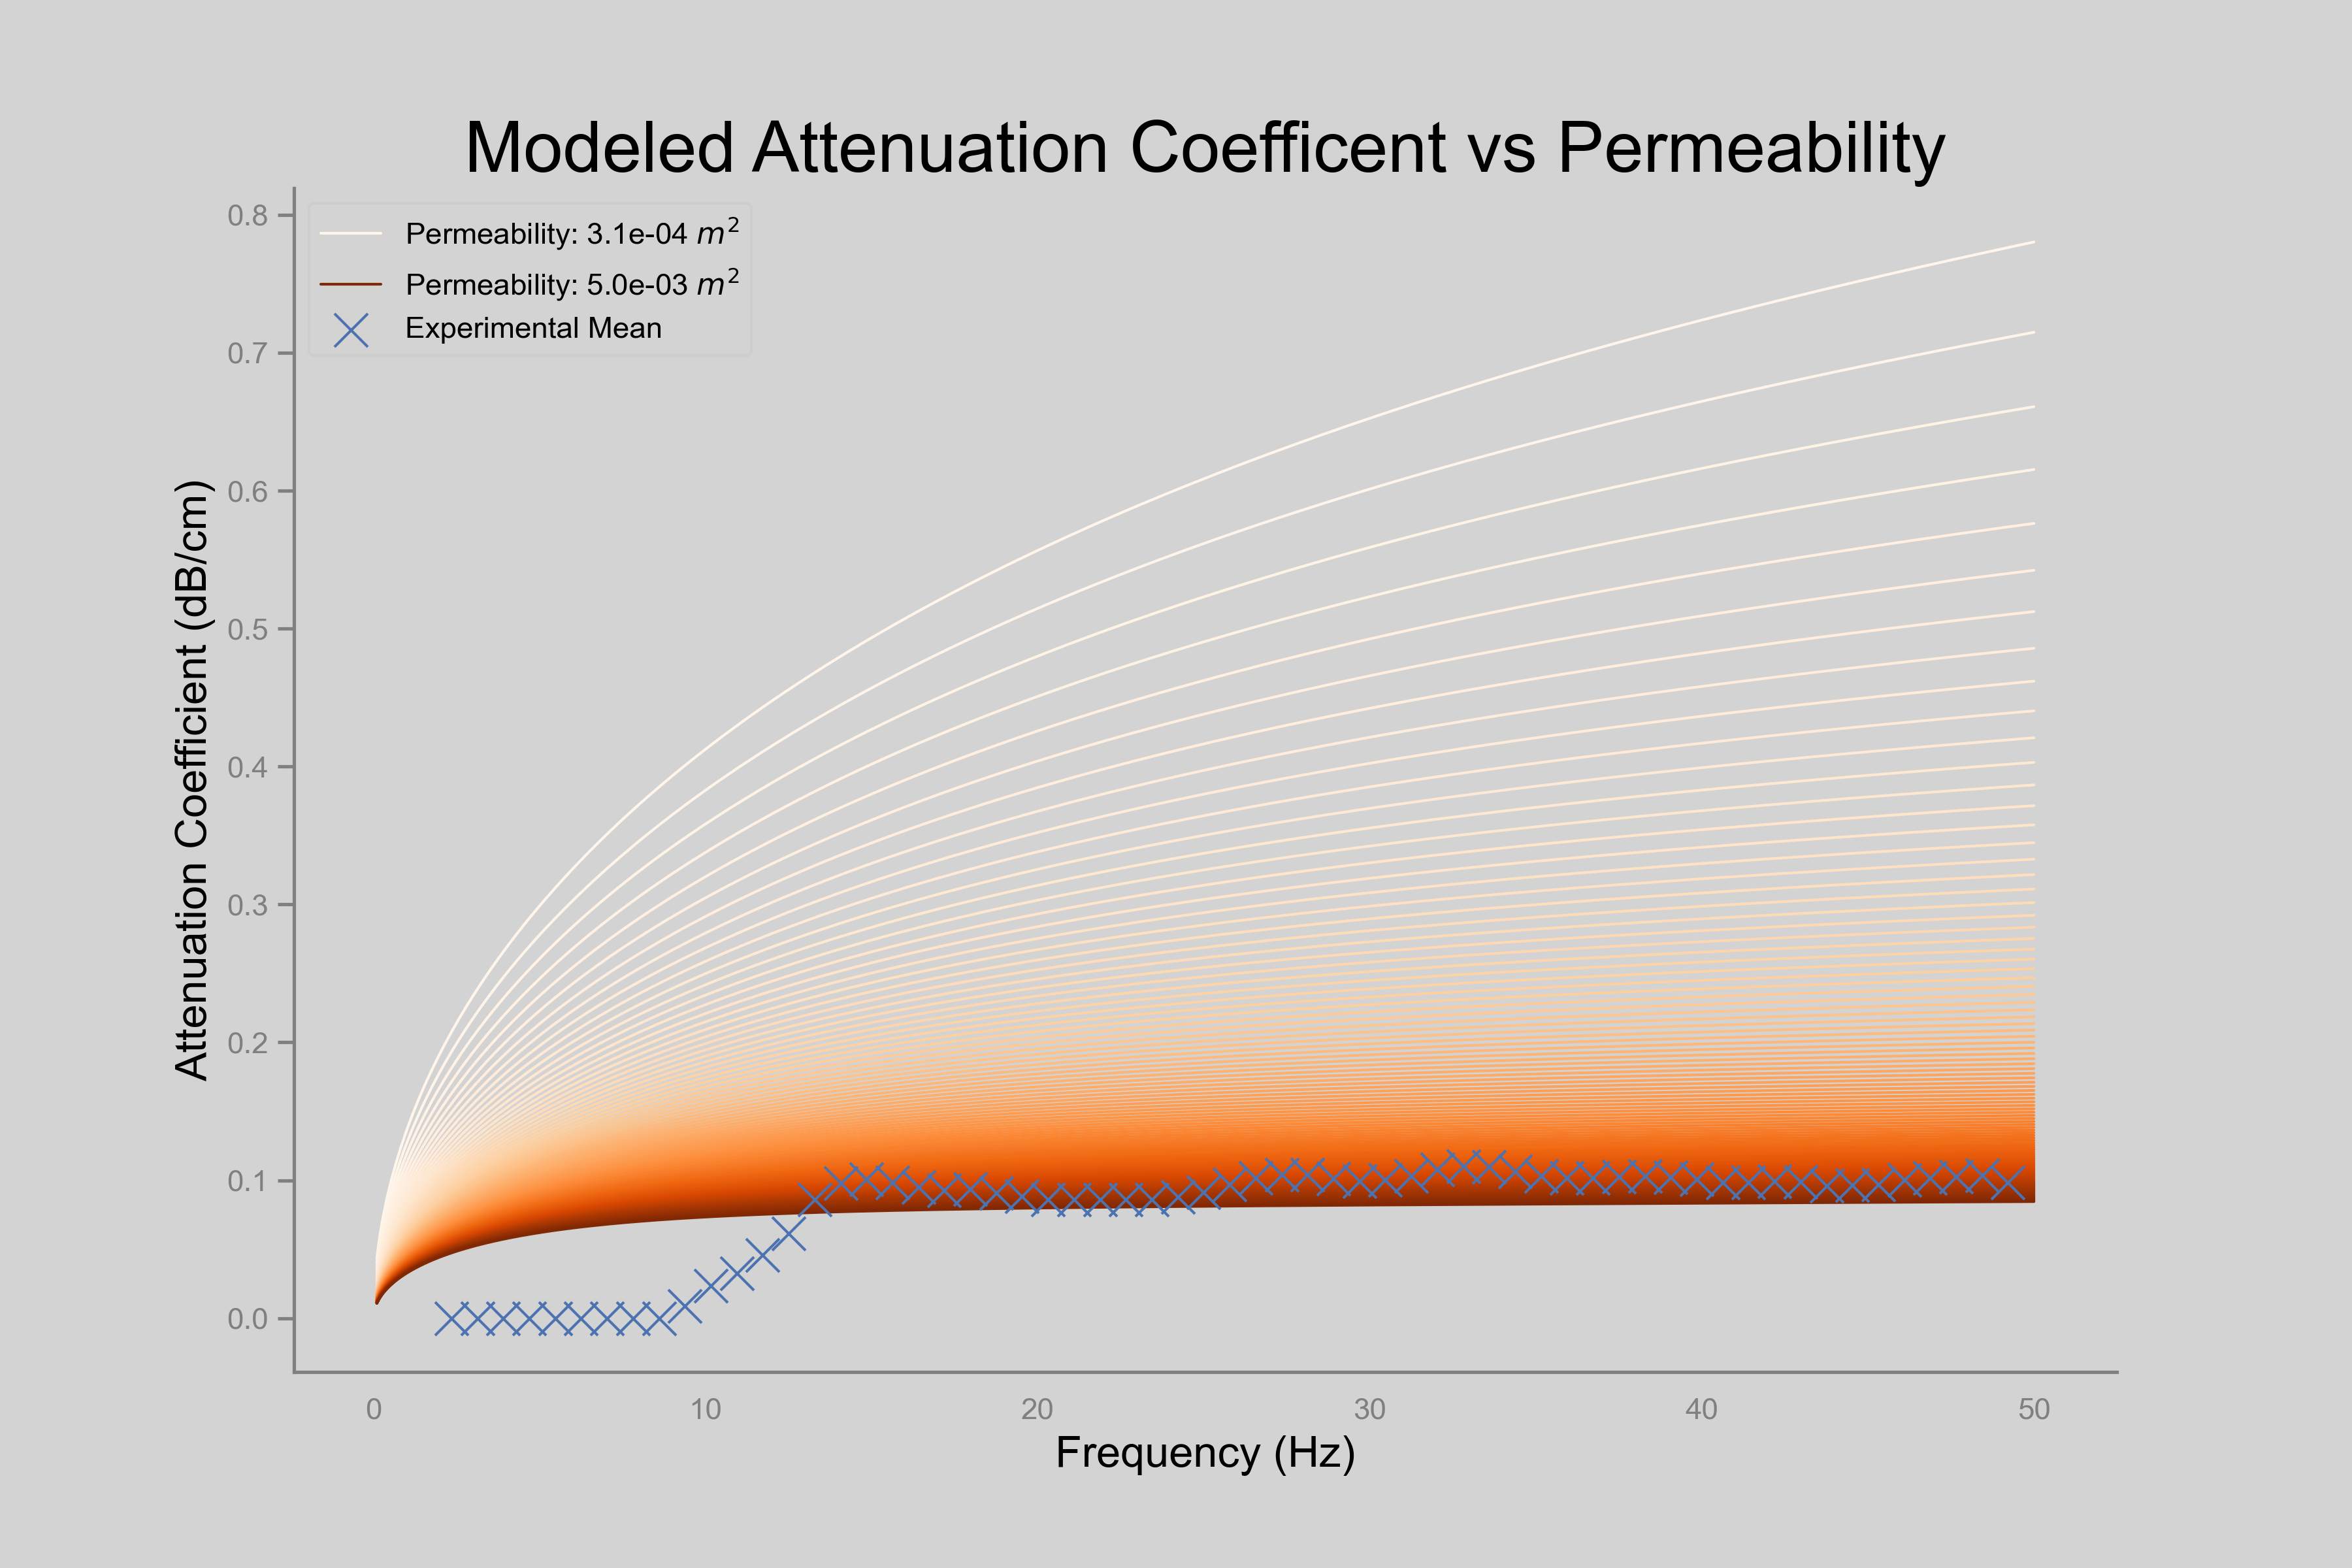 Modeled Attenuation Coefficent vs Permeability
Permeability: 3.1e-04 m²
Permeability: 5.0e-03 m²
Experimental Mean
Attenuation Coefficient (dB/cm)
0.8
0.7
0.6
0.5
0.4
0.3
0.2
0.1
0.0
0 10 20 30 40 50
Frequency (Hz)